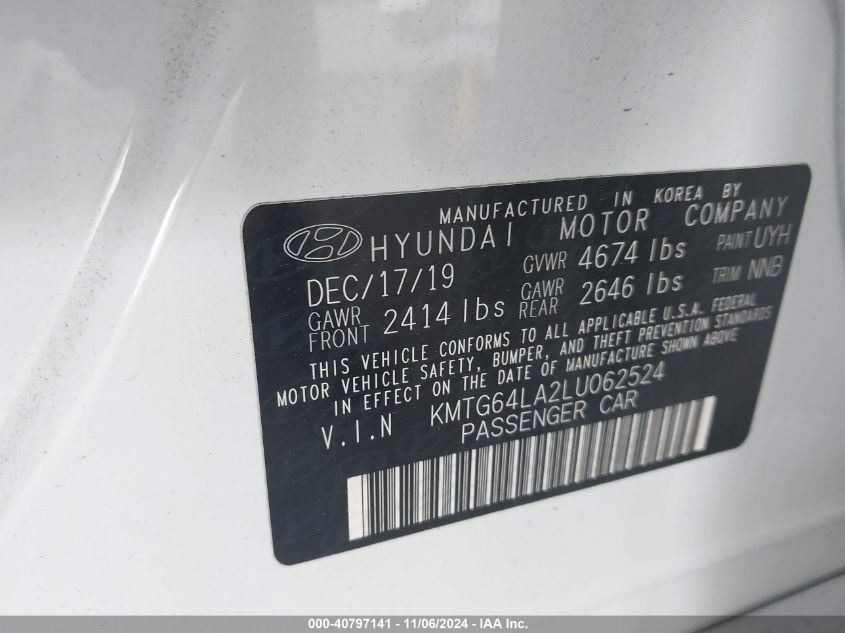 MANUFACTURED IN KOREA BY
HYUNDAI MOTOR COMPANY
DEC/17/19 GVWR 4674 lbs PAINT UYH
GAWR FRONT 2414 lbs GAWR REAR 2646 lbs TRIM NNB
THIS VEHICLE CONFORMS TO ALL APPLICABLE U.S.A. FEDERAL
MOTOR VEHICLE SAFETY, BUMPER, AND THEFT PREVENTION STANDARDS
IN EFFECT ON THE DATE OF MANUFACTURE SHOWN ABOVE
V.I.N KMTG64LA2LU062524
PASSENGER CAR
000-40797141 - 11/06/2024 - IAA Inc.